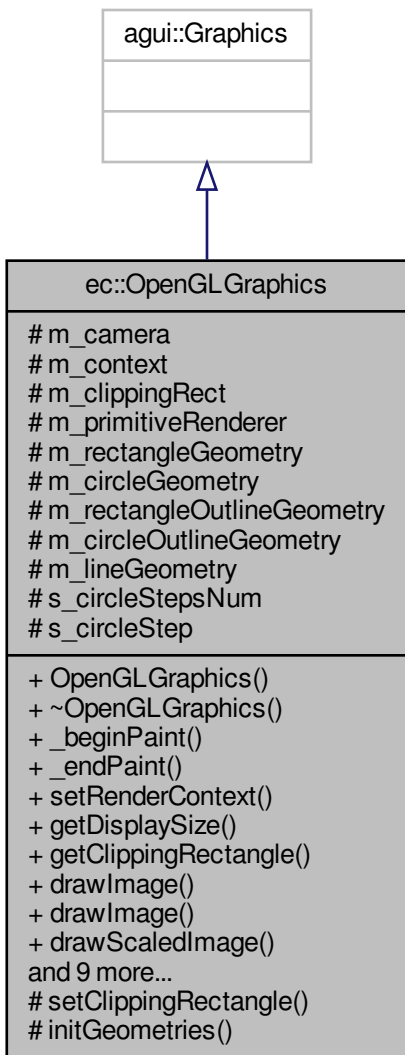 agui::Graphics
ec::OpenGLGraphics
# m_camera
# m_context
# m_clippingRect
# m_primitiveRenderer
# m_rectangleGeometry
# m_circleGeometry
# m_rectangleOutlineGeometry
# m_circleOutlineGeometry
# m_lineGeometry
# s_circleStepsNum
# s_circleStep
+ OpenGLGraphics()
+ ~OpenGLGraphics()
+ _beginPaint()
+ _endPaint()
+ setRenderContext()
+ getDisplaySize()
+ getClippingRectangle()
+ drawImage()
+ drawImage()
+ drawScaledImage()
and 9 more...
# setClippingRectangle()
# initGeometries()